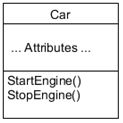 Car
... Attributes ...
StartEngine()
StopEngine()